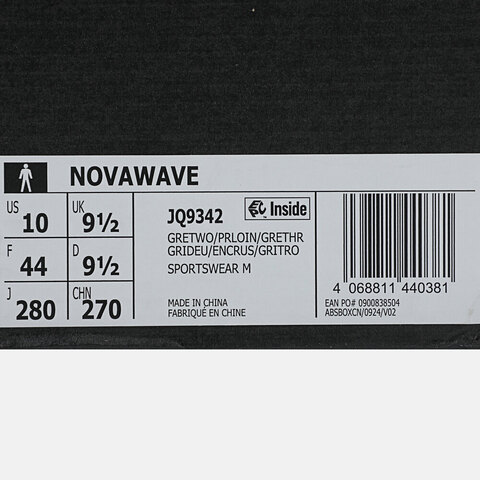 NOVAWAVE
US 10 UK 9½
F 44 D 9½
J 280 CHN 270
JQ9342
Inside
GRETWO/PRLOIN/GRETHR
GRIDEU/ENCRUS/GRITRO
SPORTSWEAR M
MADE IN CHINA
FABRIQUÉ EN CHINE
4 068811 440381
EAN PO# 0900838504
ABSBOXCN/0924/V02